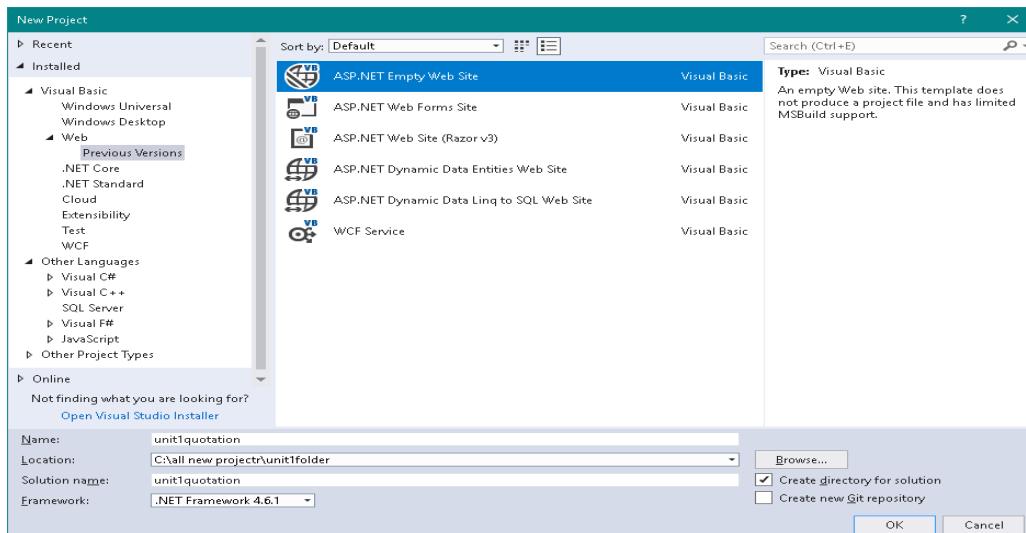 New Project
?
Recent
Installed
Visual Basic
Windows Universal
Windows Desktop
Web
Previous Versions
.NET Core
.NET Standard
Cloud
Extensibility
Test
WCF
Other Languages
Visual C#
Visual C++
SQL Server
Visual F#
JavaScript
Other Project Types
Online
Not finding what you are looking for?
Open Visual Studio Installer
Sort by: Default
VB ASP.NET Empty Web Site Visual Basic
VB ASP.NET Web Forms Site Visual Basic
VB @ ASP.NET Web Site (Razor v3) Visual Basic
VB ASP.NET Dynamic Data Entities Web Site Visual Basic
VB ASP.NET Dynamic Data Linq to SQL Web Site Visual Basic
VB WCF Service Visual Basic
Search (Ctrl+E)
Type: Visual Basic
An empty Web site. This template does
not produce a project file and has limited
MSBuild support.
Name: unit1quotation
Location: C:\all new projectr\unit1folder Browse...
Solution name: unit1quotation
Create directory for solution
Framework: .NET Framework 4.6.1
Create new Git repository
OK Cancel